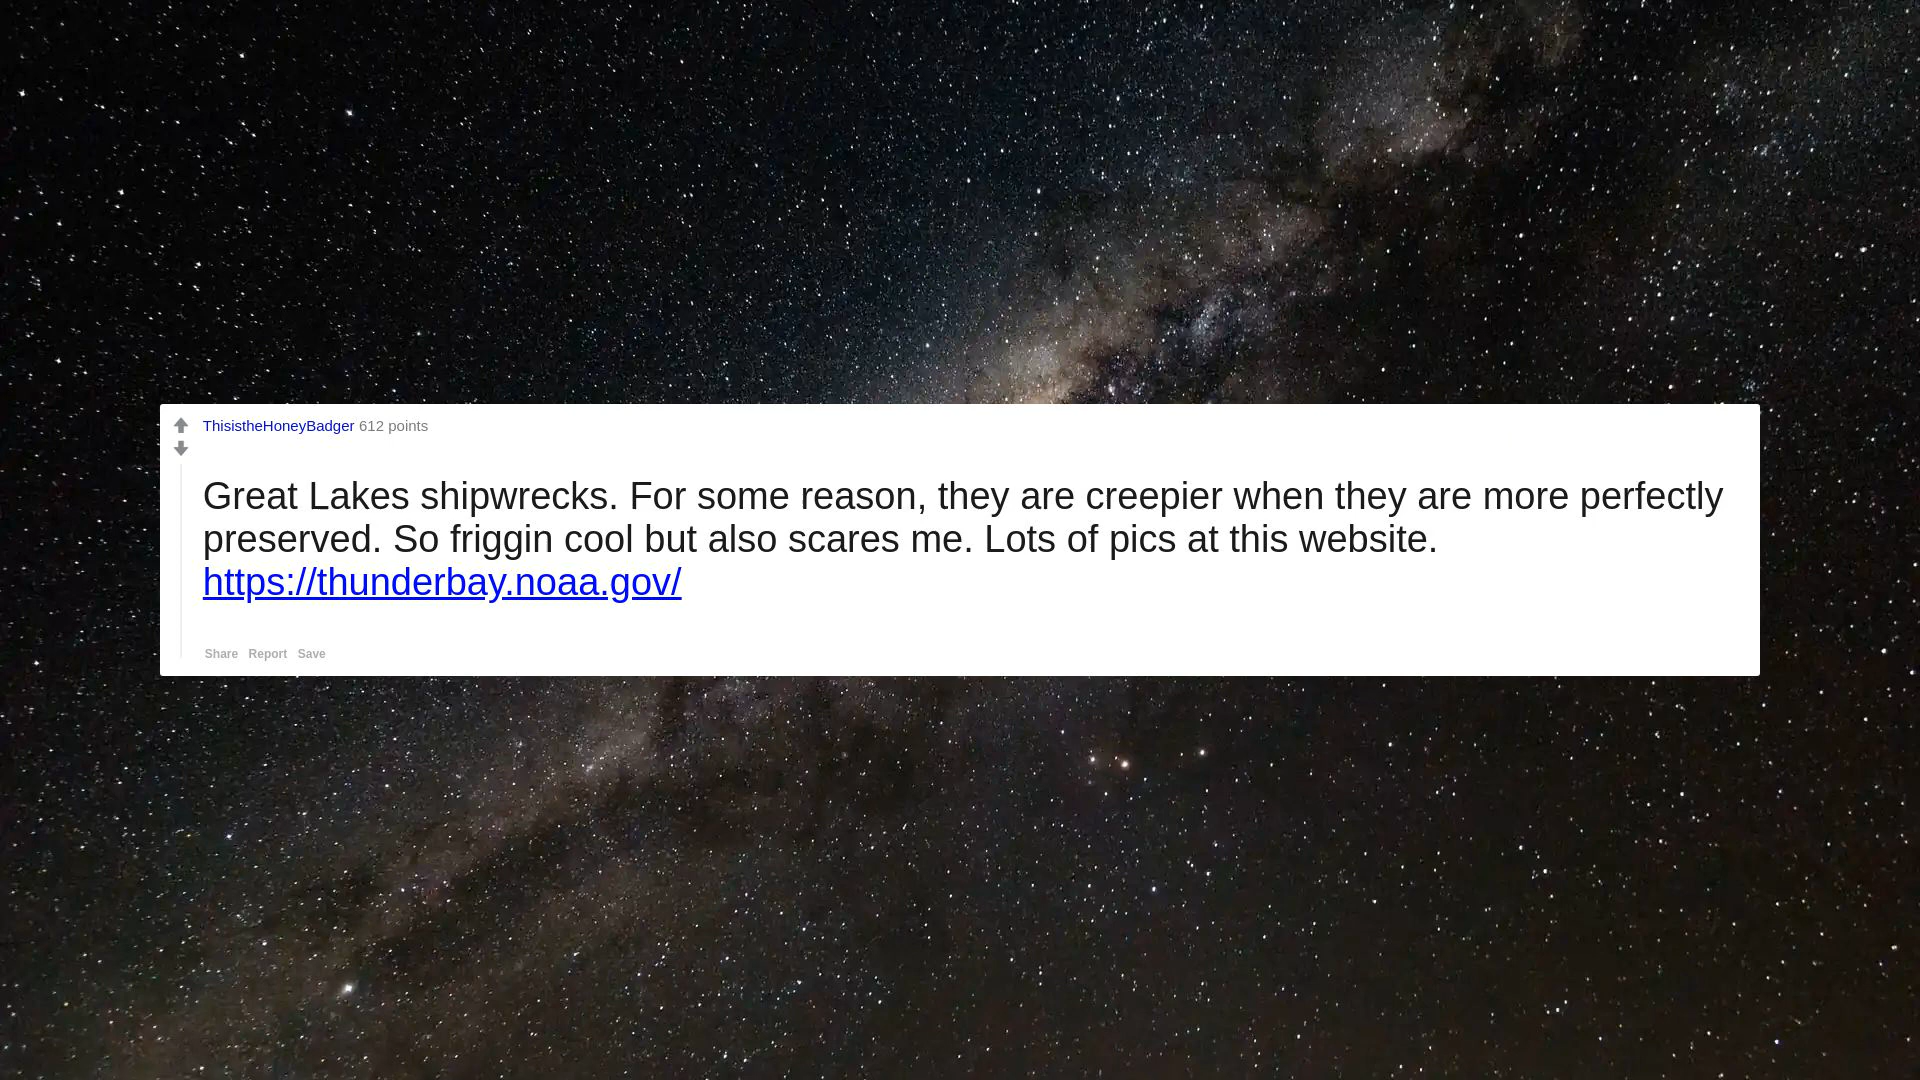 ThisistheHoneyBadger 612 points
Great Lakes shipwrecks. For some reason, they are creepier when they are more perfectly
preserved. So friggin cool but also scares me. Lots of pics at this website.
https://thunderbay.noaa.gov/
Share Report Save